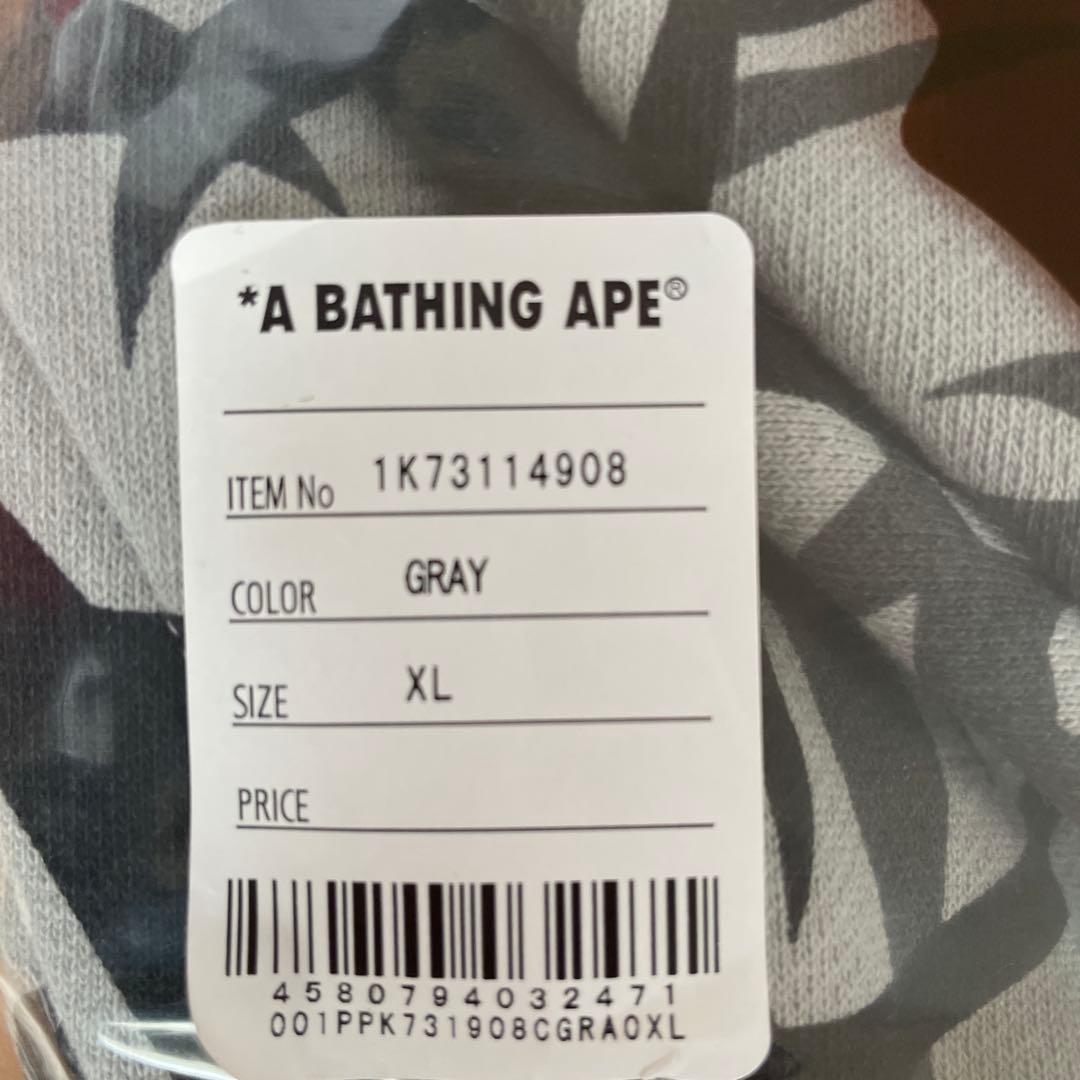 *A BATHING APE®
ITEM No 1K73114908
COLOR GRAY
SIZE XL
PRICE
4580794032471
001PPK731908CGRA0XL